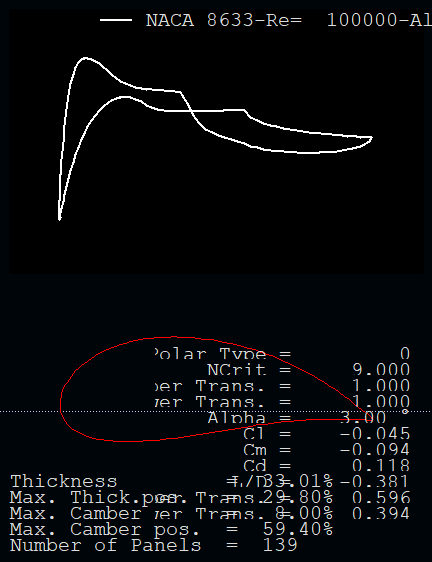 NACA 8633-Re= 100000-Al
Polar Type = 0
NCrit = 9.000
per Trans. = 1.000
wer Trans. = 1.000
Alpha = 3.00 °
Cl = -0.045
Cm = -0.094
Cd = 0.118
Thickness = 33.01% L/D = -0.381
Max. Thick.pos. = 29.80% per Trans. = 0.596
Max. Camber = 8.00% wer Trans. = 0.394
Max. Camber pos. = 59.40%
Number of Panels = 139